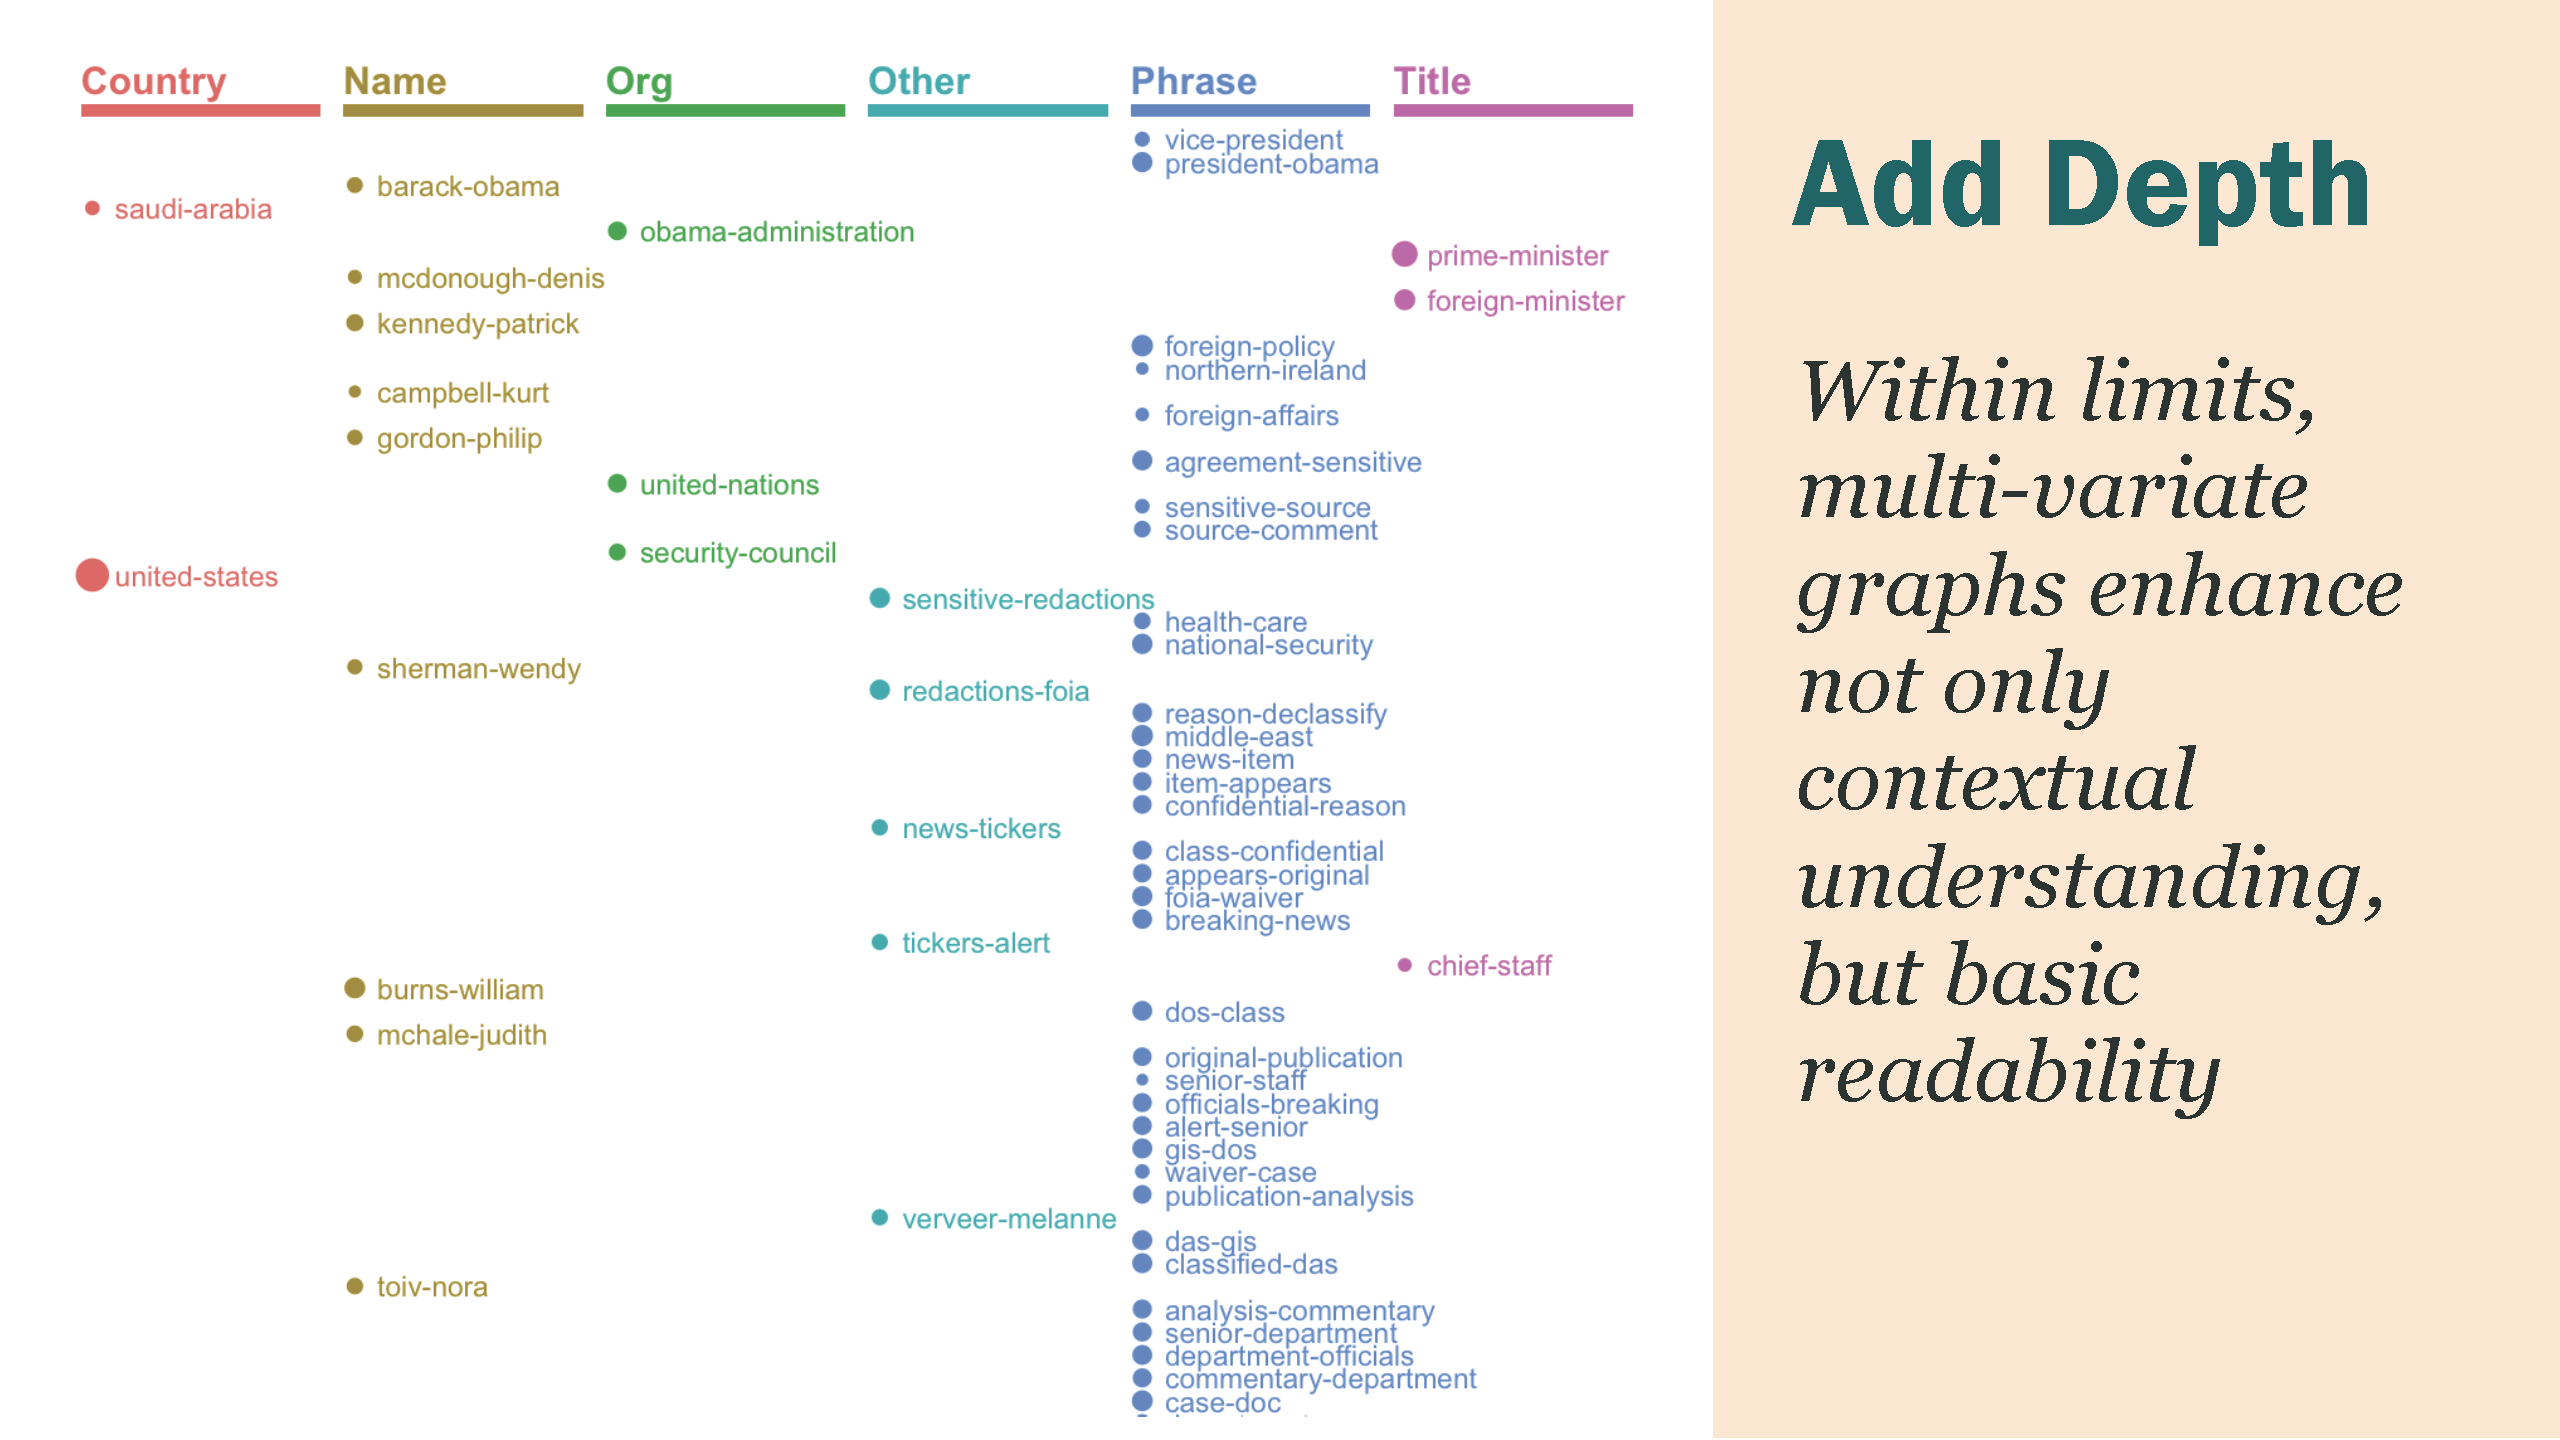 Country Name Org Other Phrase Title
vice-president
president-obama
barack-obama
saudi-arabia
obama-administration
prime-minister
mcdonough-denis
foreign-minister
kennedy-patrick
foreign-policy
northern-ireland
campbell-kurt
foreign-affairs
gordon-philip
agreement-sensitive
united-nations
sensitive-source
source-comment
security-council
united-states
sensitive-redactions
health-care
national-security
sherman-wendy
redactions-foia
reason-declassify
middle-east
news-item
item-appears
confidential-reason
news-tickers
class-confidential
appears-original
foia-waiver
breaking-news
tickers-alert
chief-staff
burns-william
dos-class
mchale-judith
original-publication
senior-staff
officials-breaking
alert-senior
gis-dos
waiver-case
publication-analysis
verveer-melanne
das-gis
classified-das
toiv-nora
analysis-commentary
senior-department
department-officials
commentary-department
case-doc
Add Depth
Within limits,
multi-variate
graphs enhance
not only
contextual
understanding,
but basic
readability